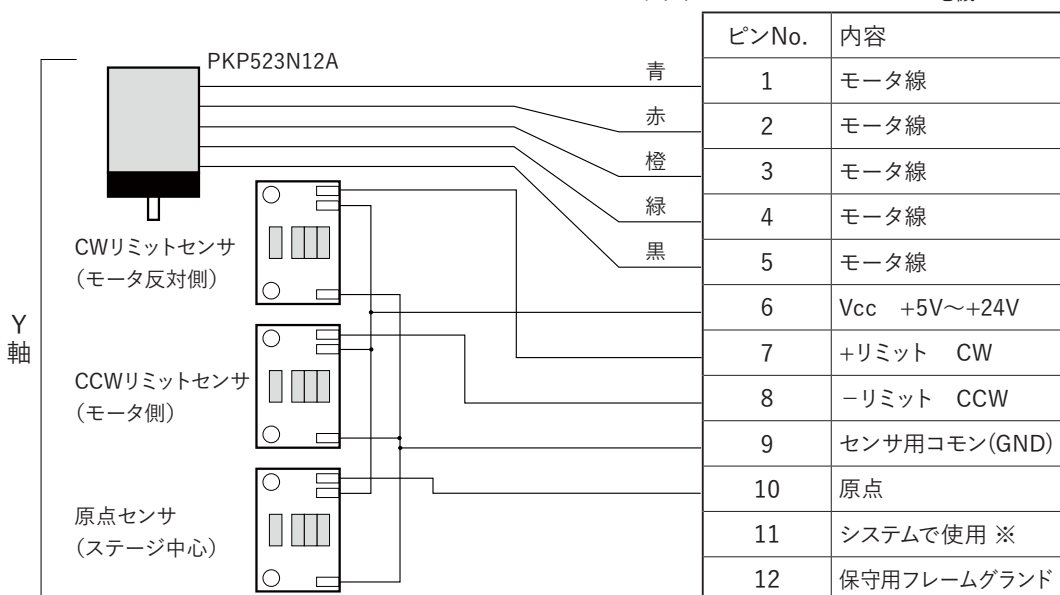 ピンNo. 内容
PKP523N12A
青 1 モータ線
赤 2 モータ線
橙 3 モータ線
緑 4 モータ線
黒 5 モータ線
CWリミットセンサ
（モータ反対側）
6 Vcc +5V～+24V
Y
軸
7 +リミット CW
CCWリミットセンサ
（モータ側）
8 −リミット CCW
9 センサ用コモン(GND)
10 原点
原点センサ
（ステージ中心）
11 システムで使用 ※
12 保守用フレームグランド